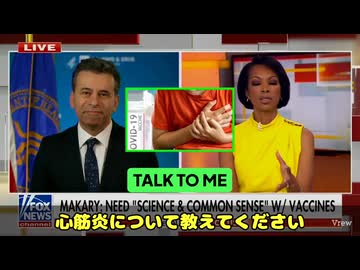 LIVE
COVID-19
VACCINE
TALK TO ME
FOX
NEWS
channel
MAKARY: NEED "SCIENCE & COMMON SENSE" W/ VACCINES
心筋炎について教えてください
Vrew